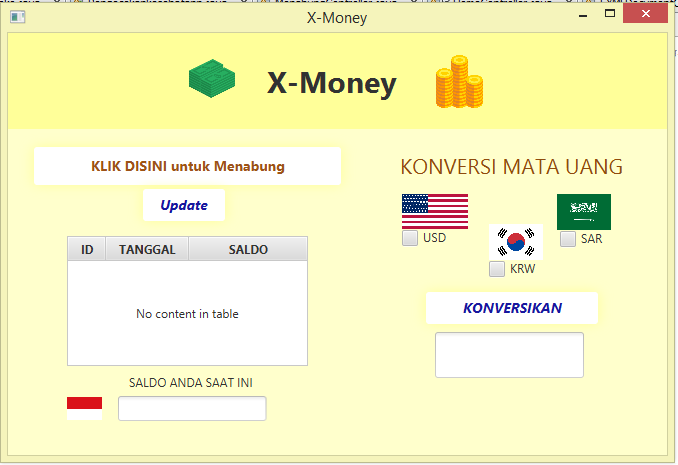 X-Money
X-Money
KLIK DISINI untuk Menabung
Update
ID TANGGAL SALDO
No content in table
SALDO ANDA SAAT INI
KONVERSI MATA UANG
USD
SAR
KRW
KONVERSIKAN